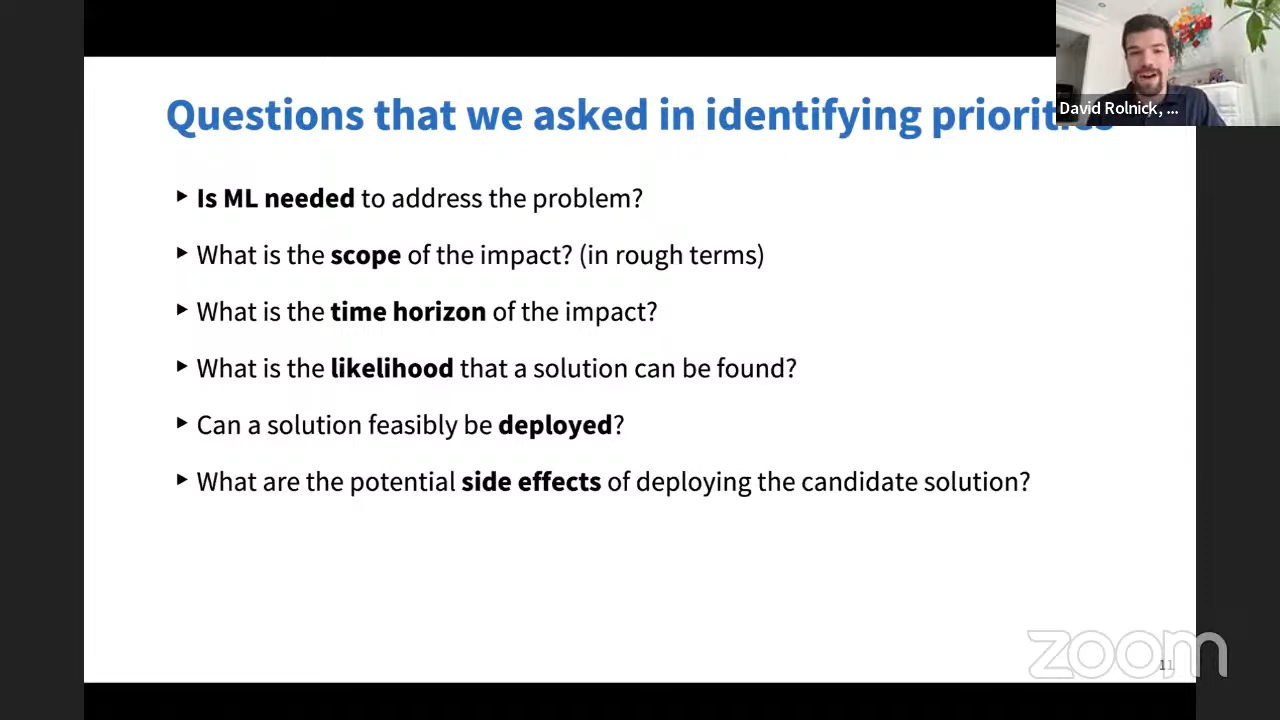 Questions that we asked in identifying priorities
David Rolnick, ...
Is ML needed to address the problem?
What is the scope of the impact? (in rough terms)
What is the time horizon of the impact?
What is the likelihood that a solution can be found?
Can a solution feasibly be deployed?
What are the potential side effects of deploying the candidate solution?
zoom
11